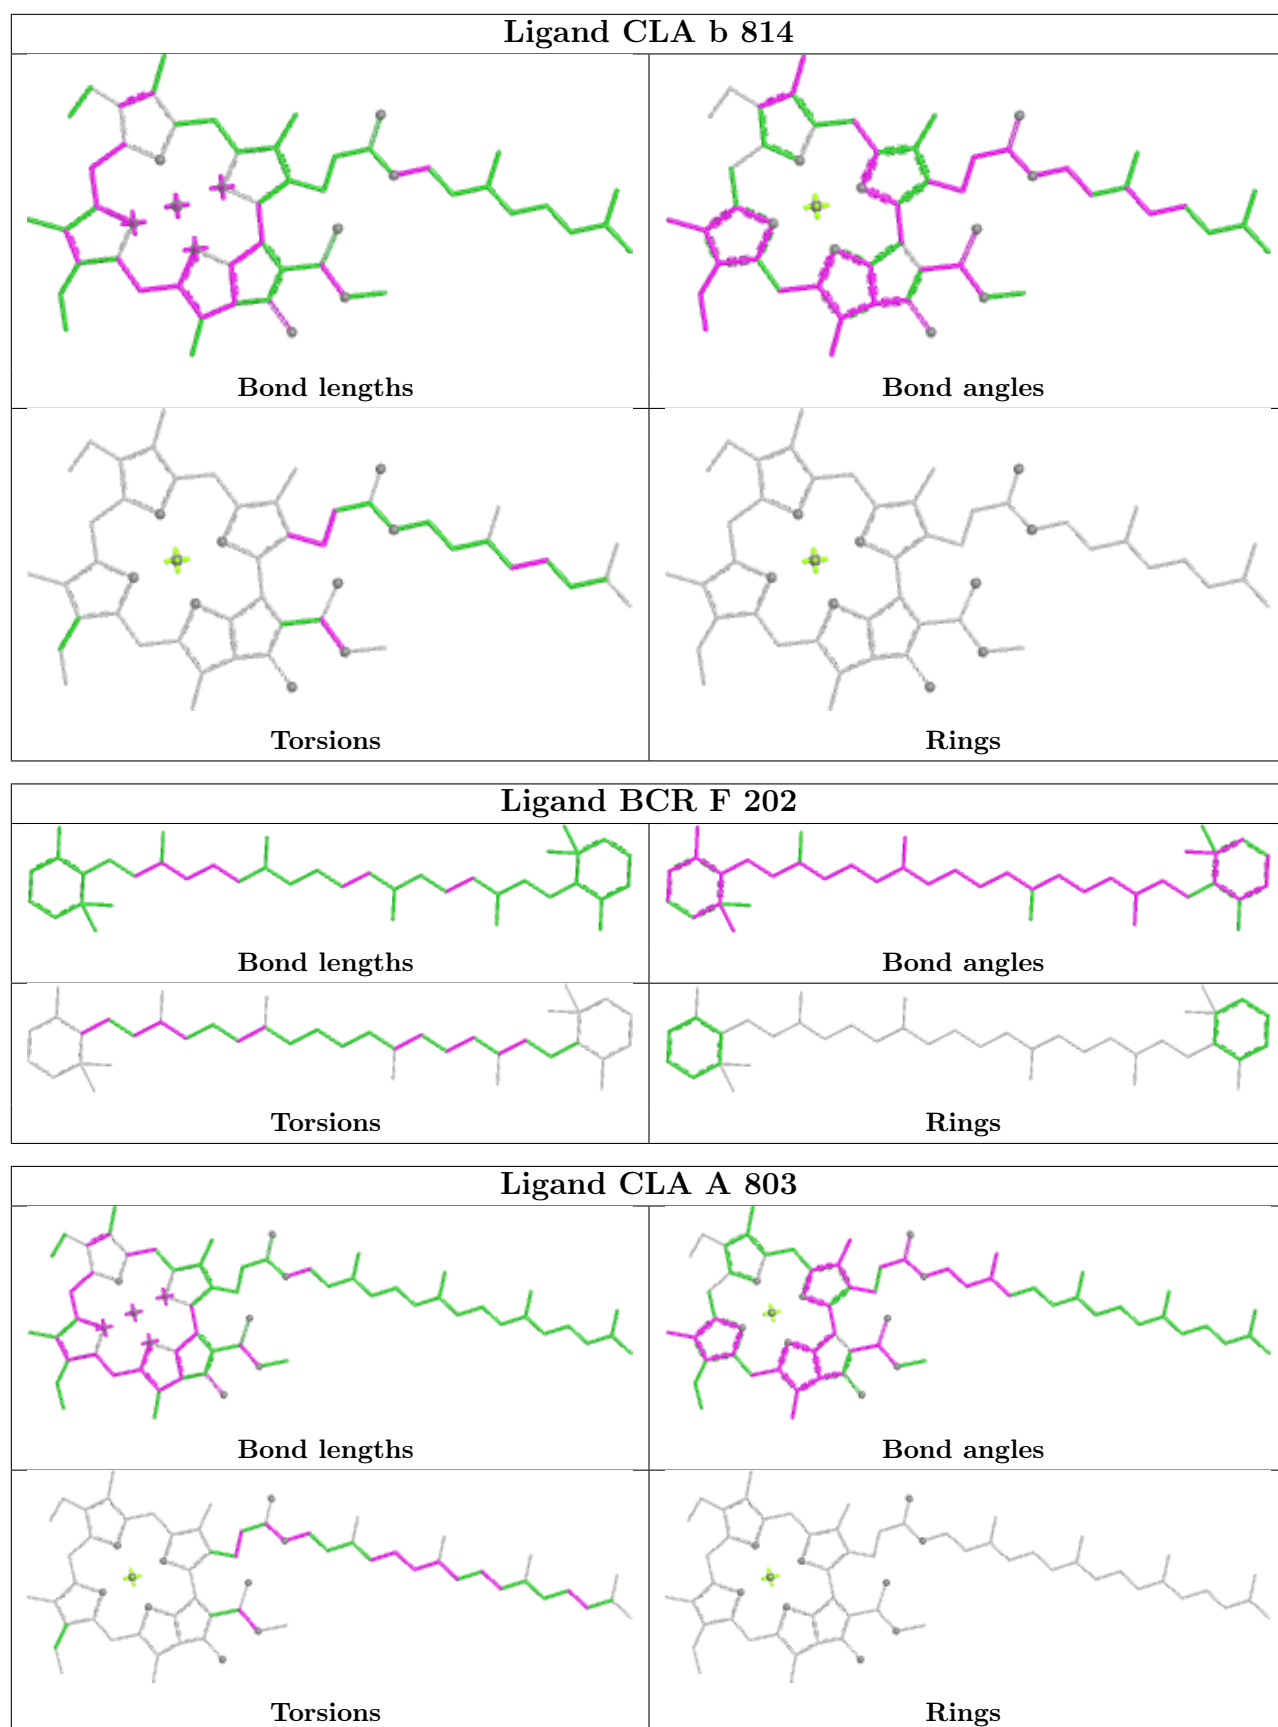 Ligand CLA b 814
Bond lengths
Bond angles
Torsions
Rings
Ligand BCR F 202
Bond lengths
Bond angles
Torsions
Rings
Ligand CLA A 803
Bond lengths
Bond angles
Torsions
Rings